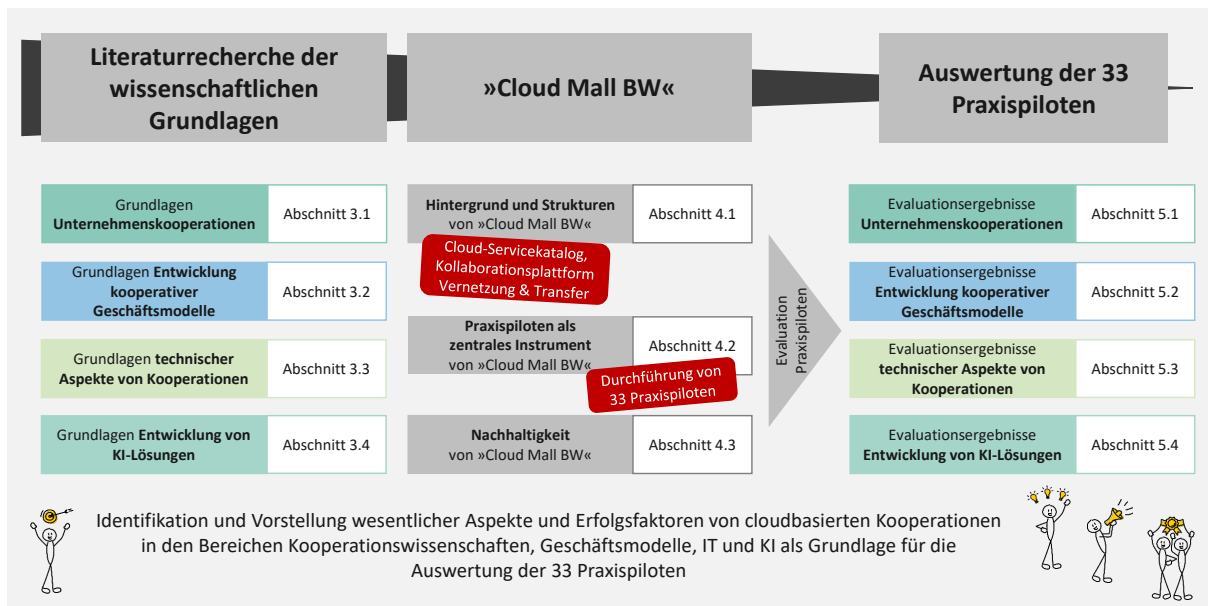 Literaturrecherche der
wissenschaftlichen
Grundlagen
»Cloud Mall BW«
Auswertung der 33
Praxispiloten
Grundlagen
Unternehmenskooperationen
Abschnitt 3.1
Grundlagen Entwicklung
kooperativer
Geschäftsmodelle
Abschnitt 3.2
Grundlagen technischer
Aspekte von Kooperationen
Abschnitt 3.3
Grundlagen Entwicklung von
KI-Lösungen
Abschnitt 3.4
Hintergrund und Strukturen
von »Cloud Mall BW«
Abschnitt 4.1
Cloud-Servicekatalog,
Kollaborationsplattform
Vernetzung & Transfer
Praxispiloten als
zentrales Instrument
von »Cloud Mall BW«
Abschnitt 4.2
Durchführung von
33 Praxispiloten
Nachhaltigkeit
von »Cloud Mall BW«
Abschnitt 4.3
Evaluation
Praxispiloten
Evaluationsergebnisse
Unternehmenskooperationen
Abschnitt 5.1
Evaluationsergebnisse
Entwicklung kooperativer
Geschäftsmodelle
Abschnitt 5.2
Evaluationsergebnisse
technischer Aspekte von
Kooperationen
Abschnitt 5.3
Evaluationsergebnisse
Entwicklung von KI-Lösungen
Abschnitt 5.4
Identifikation und Vorstellung wesentlicher Aspekte und Erfolgsfaktoren von cloudbasierten Kooperationen
in den Bereichen Kooperationswissenschaften, Geschäftsmodelle, IT und KI als Grundlage für die
Auswertung der 33 Praxispiloten